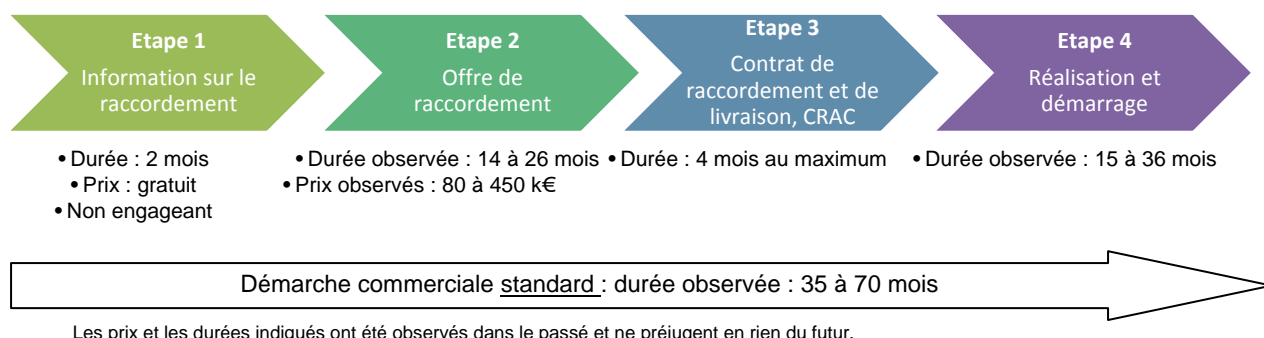 Etape 1
Information sur le
raccordement
Etape 2
Offre de
raccordement
Etape 3
Contrat de
raccordement et de
livraison, CRAC
Etape 4
Réalisation et
démarrage
• Durée : 2 mois
• Prix : gratuit
• Non engageant
• Durée observée : 14 à 26 mois
• Prix observés : 80 à 450 k€
• Durée : 4 mois au maximum
• Durée observée : 15 à 36 mois
Démarche commerciale standard : durée observée : 35 à 70 mois
Les prix et les durées indiqués ont été observés dans le passé et ne préjugent en rien du futur.